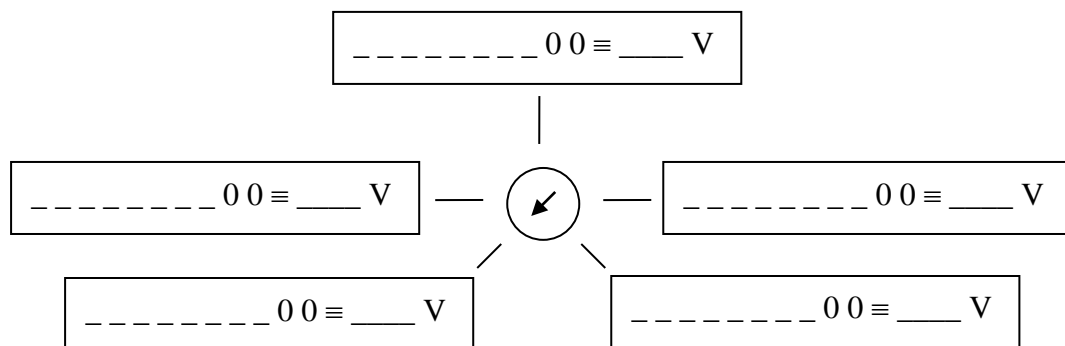 _ _ _ _ _ _ _ _ 0 0 ≡ ____ V
_ _ _ _ _ _ _ _ 0 0 ≡ ____ V
_ _ _ _ _ _ _ _ 0 0 ≡ ____ V
_ _ _ _ _ _ _ _ 0 0 ≡ ____ V
_ _ _ _ _ _ _ _ 0 0 ≡ ____ V